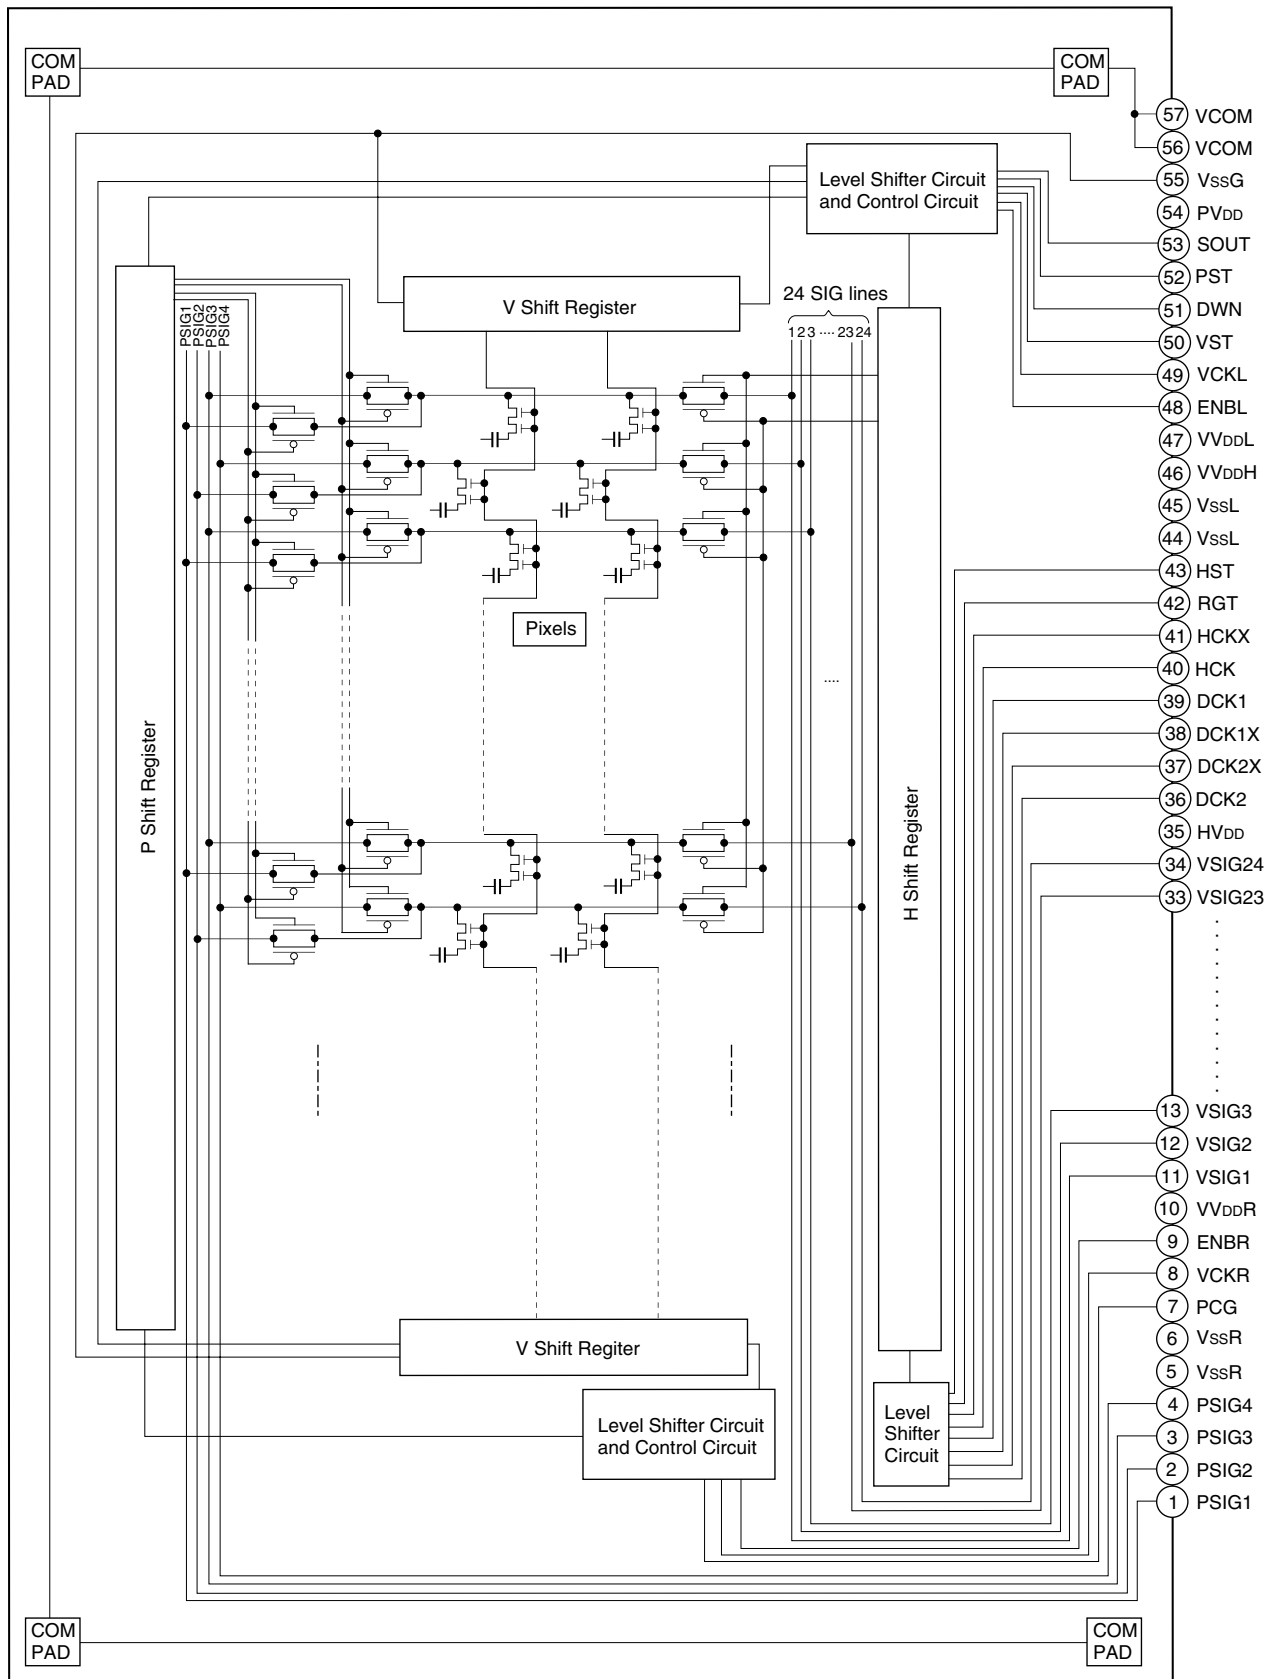 COM
PAD
COM
PAD
57 VCOM
56 VCOM
55 VssG
54 PVDD
53 SOUT
52 PST
51 DWN
50 VST
49 VCKL
48 ENBL
47 VVDDL
46 VVDDH
45 VssL
44 VssL
43 HST
42 RGT
41 HCKX
40 HCK
39 DCK1
38 DCK1X
37 DCK2X
36 DCK2
35 HVDD
34 VSIG24
33 VSIG23
13 VSIG3
12 VSIG2
11 VSIG1
10 VVDDR
9 ENBR
8 VCKR
7 PCG
6 VssR
5 VssR
4 PSIG4
3 PSIG3
2 PSIG2
1 PSIG1
Level Shifter Circuit
and Control Circuit
V Shift Register
24 SIG lines
1 2 3 .... 23 24
PSIG1
PSIG2
PSIG3
PSIG4
P Shift Register
Pixels
....
H Shift Register
V Shift Regiter
Level Shifter Circuit
and Control Circuit
Level
Shifter
Circuit
COM
PAD
COM
PAD